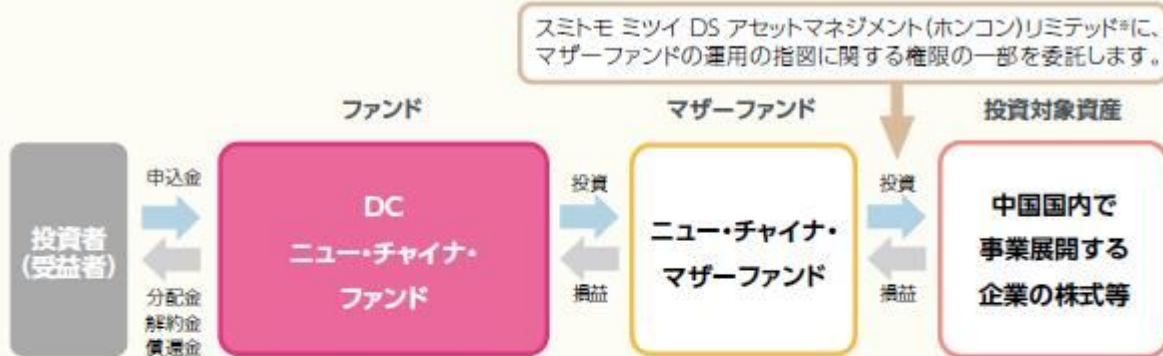 スミトモ ミツイ DS アセットマネジメント(ホンコン)リミテッド※に、
マザーファンドの運用の指図に関する権限の一部を委託します。
ファンド
マザーファンド
投資対象資産
投資者
(受益者)
申込金
分配金
解約金
償還金
DC
ニュー・チャイナ・
ファンド
投資
損益
ニュー・チャイナ・
マザーファンド
投資
損益
中国国内で
事業展開する
企業の株式等